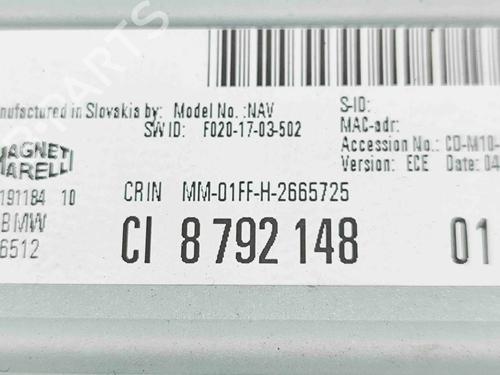 anufactured in Slovakia by: Model No.:NAV S-ID:
SW ID: F020-17-03-502 MAC-adr:
Accession No.: CD-M10-
Version: ECE Date: 04
MAGNETI
MARELLI
191184 10 CRIN MM-01FF-H-2665725
BMW
6512 CI 8 792 148 01